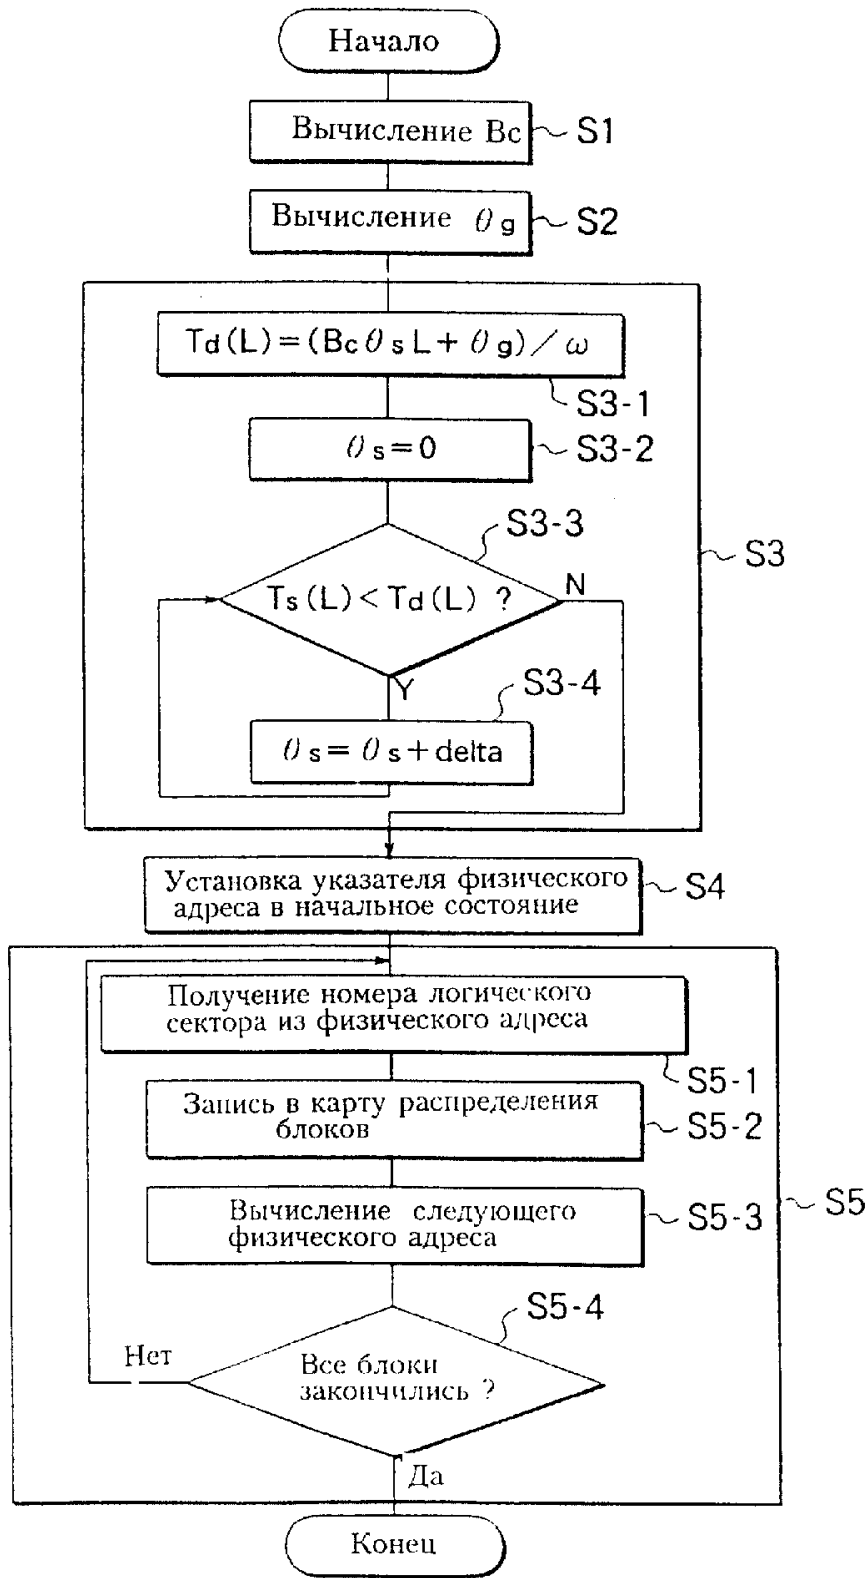 Начало
Вычисление Bc
S1
Вычисление θg
S2
Td(L)=(Bcθs L+θg)/ω
S3-1
θs=0
S3-2
S3-3
Ts(L)<Td(L) ?
N
S3
Y
S3-4
θs=θs+delta
Установка указателя физического
адреса в начальное состояние
S4
Получение номера логического
сектора из физического адреса
S5-1
Запись в карту распределения
блоков
S5-2
Вычисление следующего
физического адреса
S5-3
S5
S5-4
Нет
Все блоки
закончились ?
Да
Конец